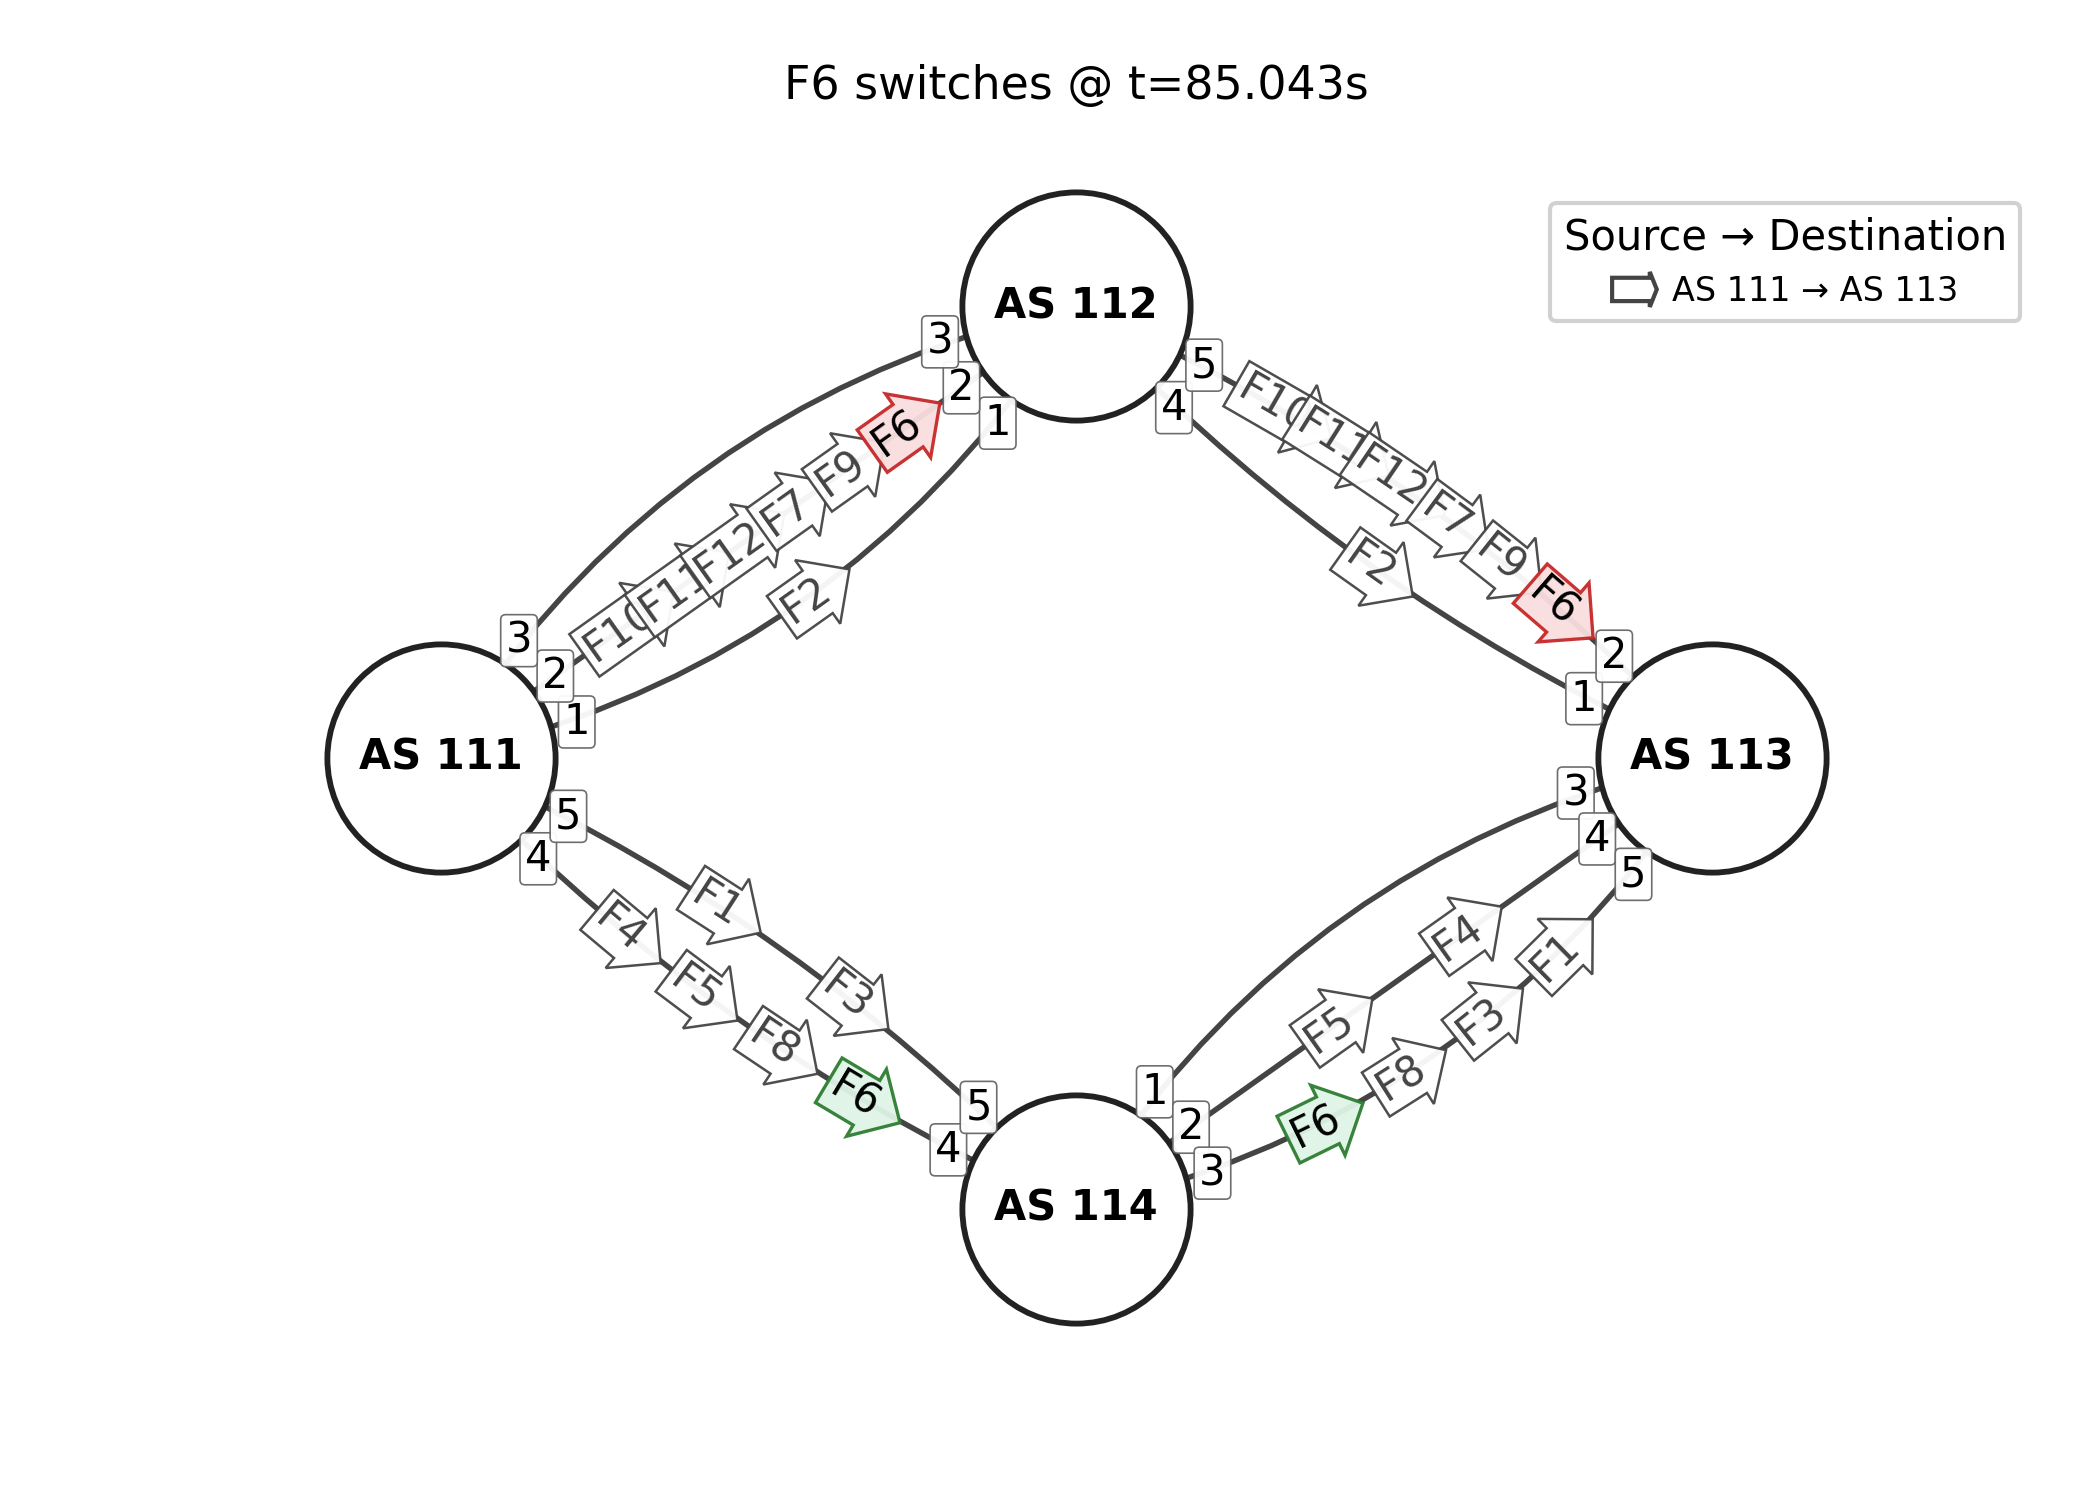 F6 switches @ t=85.043s
Source → Destination
AS 111 → AS 113
AS 112
3
2
1
5
4
F6
F9
F7
F12
F11
F10
F2
F10
F11
F12
F7
F9
F6
F2
3
2
1
AS 111
5
4
2
1
AS 113
3
4
5
F1
F3
F4
F5
F8
F6
F4
F5
F1
F3
F8
F6
5
4
1
2
3
AS 114